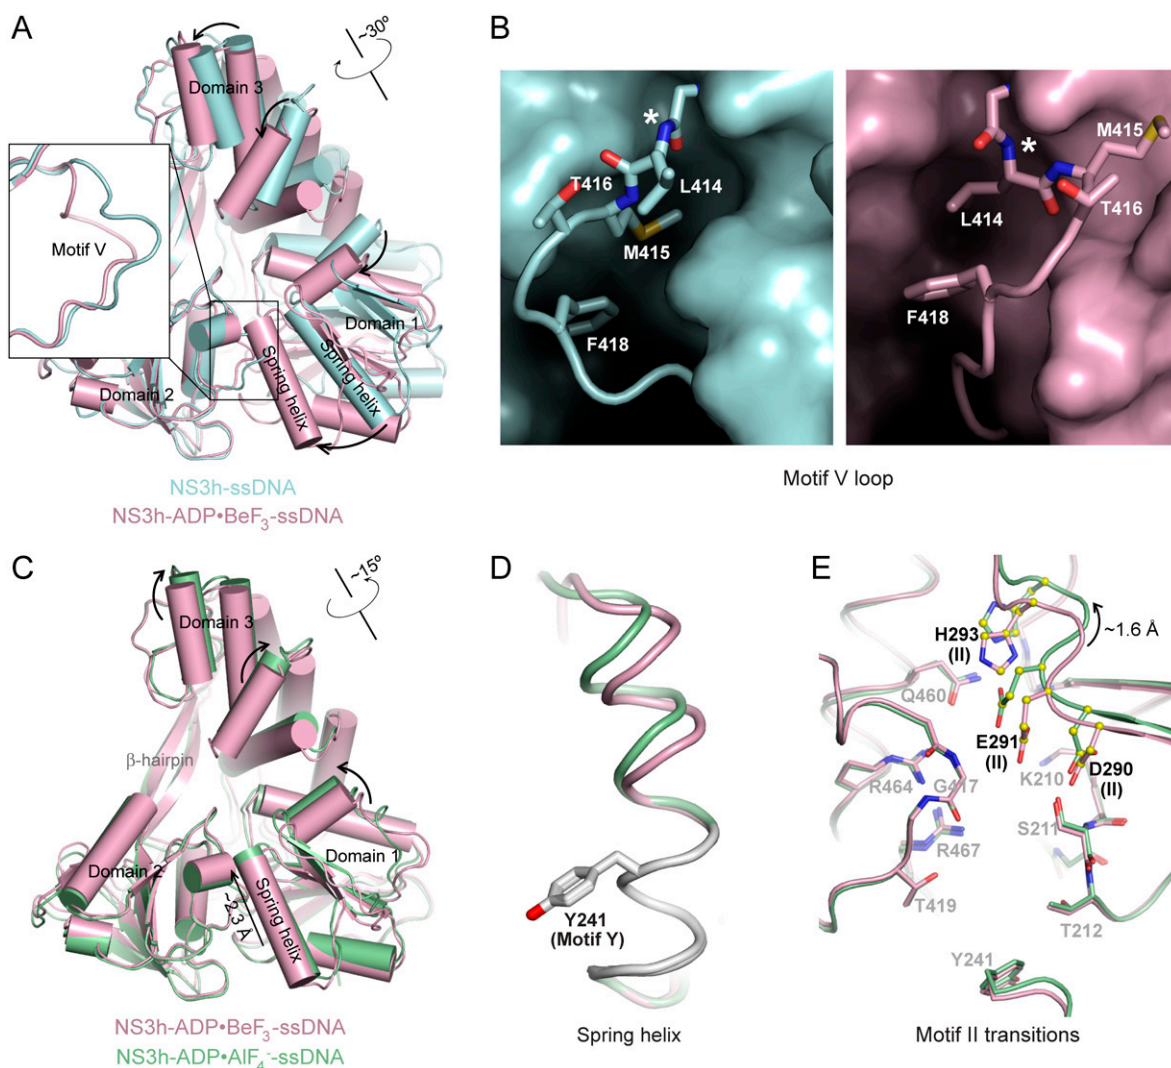 A
~30º
Domain 3
Motif V
Domain 1
Spring helix
Spring helix
Domain 2
NS3h-ssDNA
NS3h-ADP•BeF3-ssDNA
B
*
T416
L414
M415
F418
*
M415
L414
T416
F418
Motif V loop
C
~15º
Domain 3
β-hairpin
Domain 2
Domain 1
~2.3 Å
Spring helix
NS3h-ADP•BeF3-ssDNA
NS3h-ADP•AlF4⁻-ssDNA
D
Y241
(Motif Y)
Spring helix
E
~1.6 Å
H293
(II)
Q460
E291
(II)
K210
D290
(II)
R464
G417
S211
R467
T419
T212
Y241
Motif II transitions